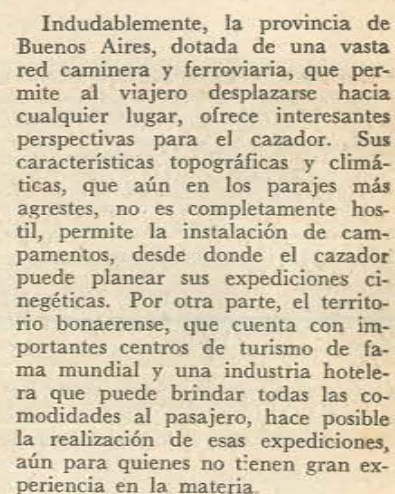 Indudablemente, la provincia de
Buenos Aires, dotada de una vasta
red caminera y ferroviaria, que per-
mite al viajero desplazarse hacia
cualquier lugar, ofrece interesantes
perspectivas para el cazador. Sus
características topográficas y climá-
ticas, que aún en los parajes más
agrestes, no es completamente hos-
til, permite la instalación de cam-
pamentos, desde donde el cazador
puede planear sus expediciones ci-
negéticas. Por otra parte, el territo-
rio bonaerense, que cuenta con im-
portantes centros de turismo de fa-
ma mundial y una industria hotele-
ra que puede brindar todas las co-
modidades al pasajero, hace posible
la realización de esas expediciones,
aún para quienes no tienen gran ex-
periencia en la materia.